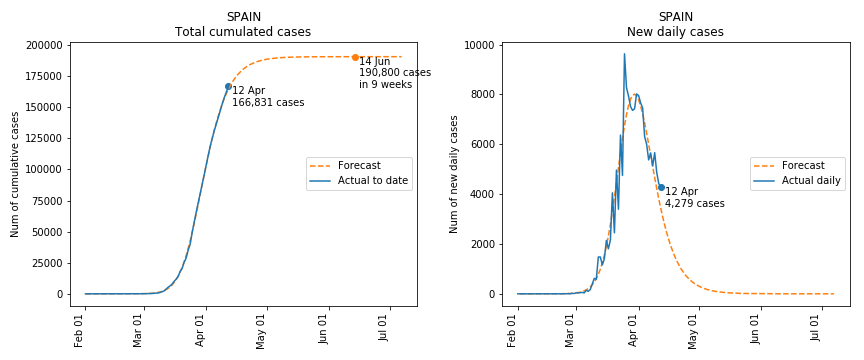 SPAIN
Total cumulated cases
Num of cumulative cases
200000
175000
150000
125000
100000
75000
50000
25000
0
14 Jun
190,800 cases
in 9 weeks
12 Apr
166,831 cases
Forecast
Actual to date
Feb 01
Mar 01
Apr 01
May 01
Jun 01
Jul 01
SPAIN
New daily cases
Num of new daily cases
10000
8000
6000
4000
2000
0
Forecast
Actual daily
12 Apr
4,279 cases
Feb 01
Mar 01
Apr 01
May 01
Jun 01
Jul 01